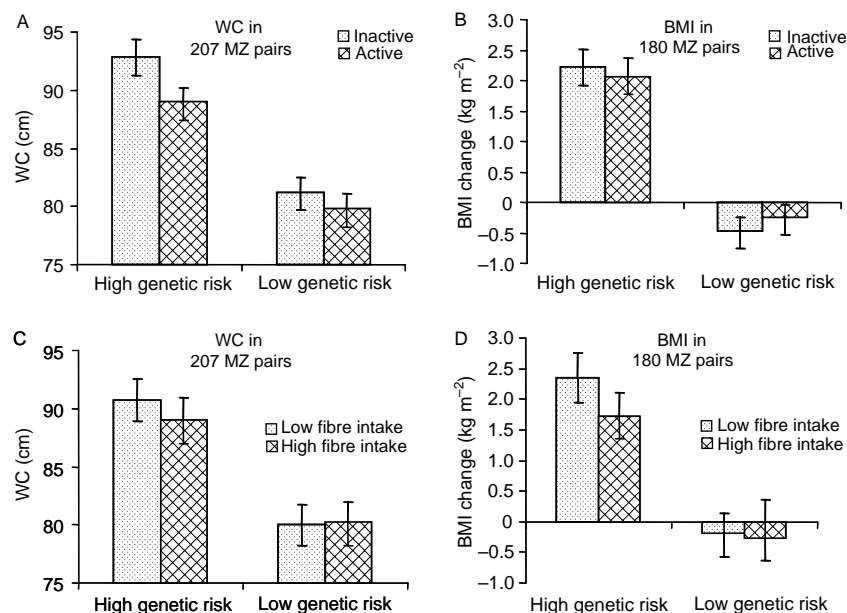 A
WC in
207 MZ pairs
Inactive
Active
WC (cm)
95
90
85
80
75
High genetic risk
Low genetic risk
B
BMI in
180 MZ pairs
Inactive
Active
BMI change (kg m⁻²)
3.0
2.5
2.0
1.5
1.0
0.5
0
–0.5
–1.0
High genetic risk
Low genetic risk
C
WC in
207 MZ pairs
Low fibre intake
High fibre intake
WC (cm)
95
90
85
80
75
High genetic risk
Low genetic risk
D
BMI in
180 MZ pairs
Low fibre intake
High fibre intake
BMI change (kg m⁻²)
3.0
2.5
2.0
1.5
1.0
0.5
0
–0.5
–1.0
High genetic risk
Low genetic risk